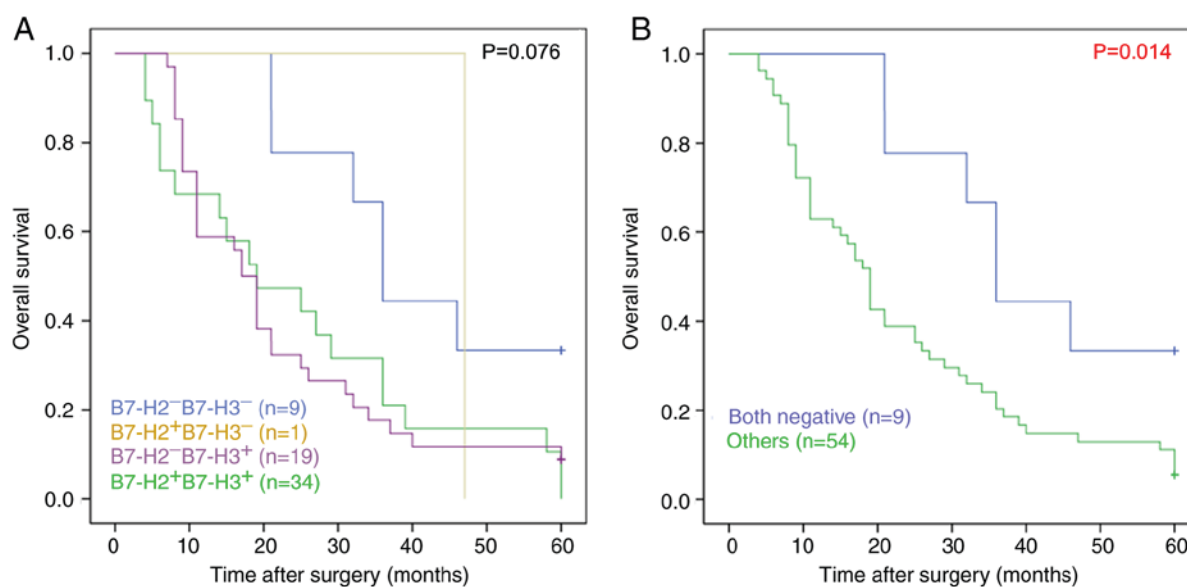 A
P=0.076
1.0
0.8
0.6
0.4
0.2
0.0
Overall survival
B7-H2⁻B7-H3⁻ (n=9)
B7-H2⁺B7-H3⁻ (n=1)
B7-H2⁻B7-H3⁺ (n=19)
B7-H2⁺B7-H3⁺ (n=34)
0 10 20 30 40 50 60
Time after surgery (months)
B
P=0.014
1.0
0.8
0.6
0.4
0.2
0.0
Overall survival
Both negative (n=9)
Others (n=54)
0 10 20 30 40 50 60
Time after surgery (months)